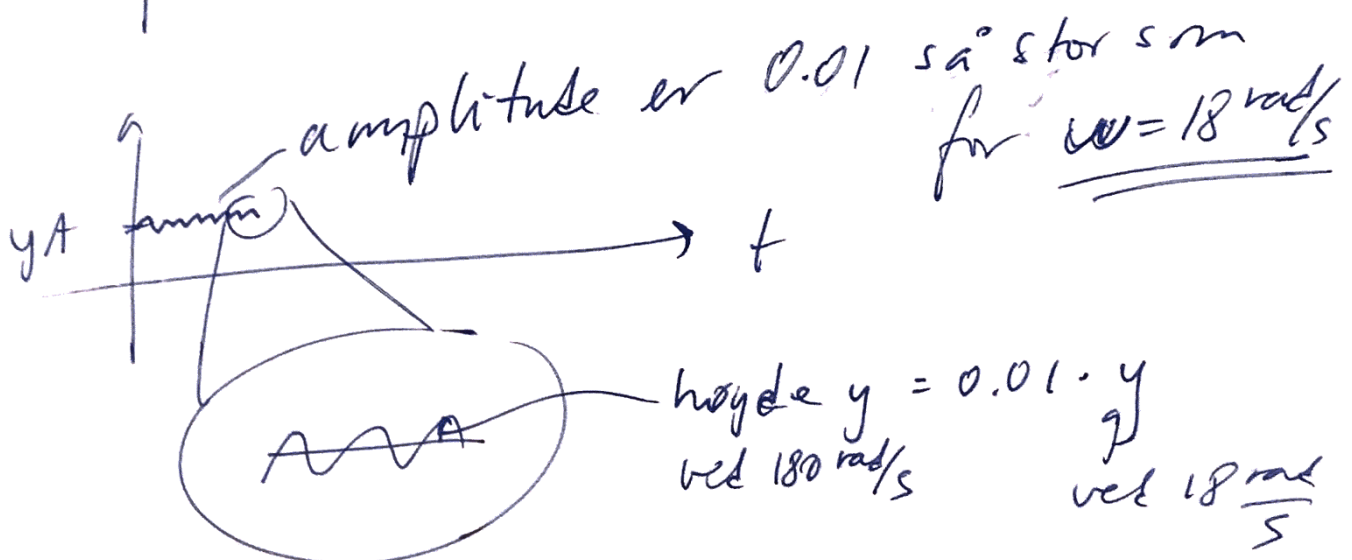 amplitude er 0.01 så stor som
for ω = 18 rad/s
yA
t
høyde y = 0.01 · y
ved 180 rad/s ved 18 rad/s